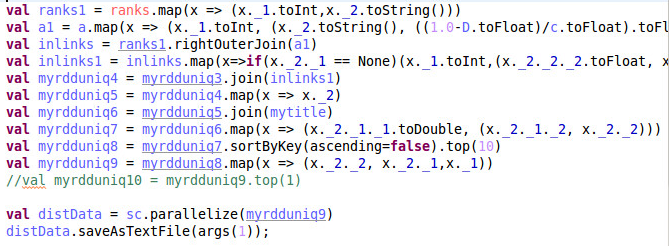 val ranks1 = ranks.map(x => (x._1.toInt,x._2.toString()))
val a1 = a.map(x => (x._1.toInt, (x._2.toString(), ((1.0-D.toFloat)/c.toFloat).toFl
val inlinks = ranks1.rightOuterJoin(a1)
val inlinks1 = inlinks.map(x=>if(x._2._1 == None)(x._1.toInt,(x._2._2._2.toFloat, x
val myrdduniq4 = myrdduniq3.join(inlinks1)
val myrdduniq5 = myrdduniq4.map(x => x._2)
val myrdduniq6 = myrdduniq5.join(mytitle)
val myrdduniq7 = myrdduniq6.map(x => (x._2._1._1.toDouble, (x._2._1._2, x._2._2)))
val myrdduniq8 = myrdduniq7.sortByKey(ascending=false).top(10)
val myrdduniq9 = myrdduniq8.map(x => (x._2._2, x._2._1,x._1))
//val myrdduniq10 = myrdduniq9.top(1)
val distData = sc.parallelize(myrdduniq9)
distData.saveAsTextFile(args(1));